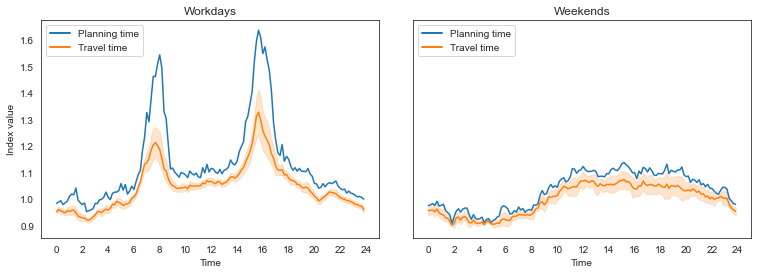 Workdays
Planning time
Travel time
Index value
1.6
1.5
1.4
1.3
1.2
1.1
1.0
0.9
0 2 4 6 8 10 12 14 16 18 20 22 24
Time
Weekends
Planning time
Travel time
0 2 4 6 8 10 12 14 16 18 20 22 24
Time